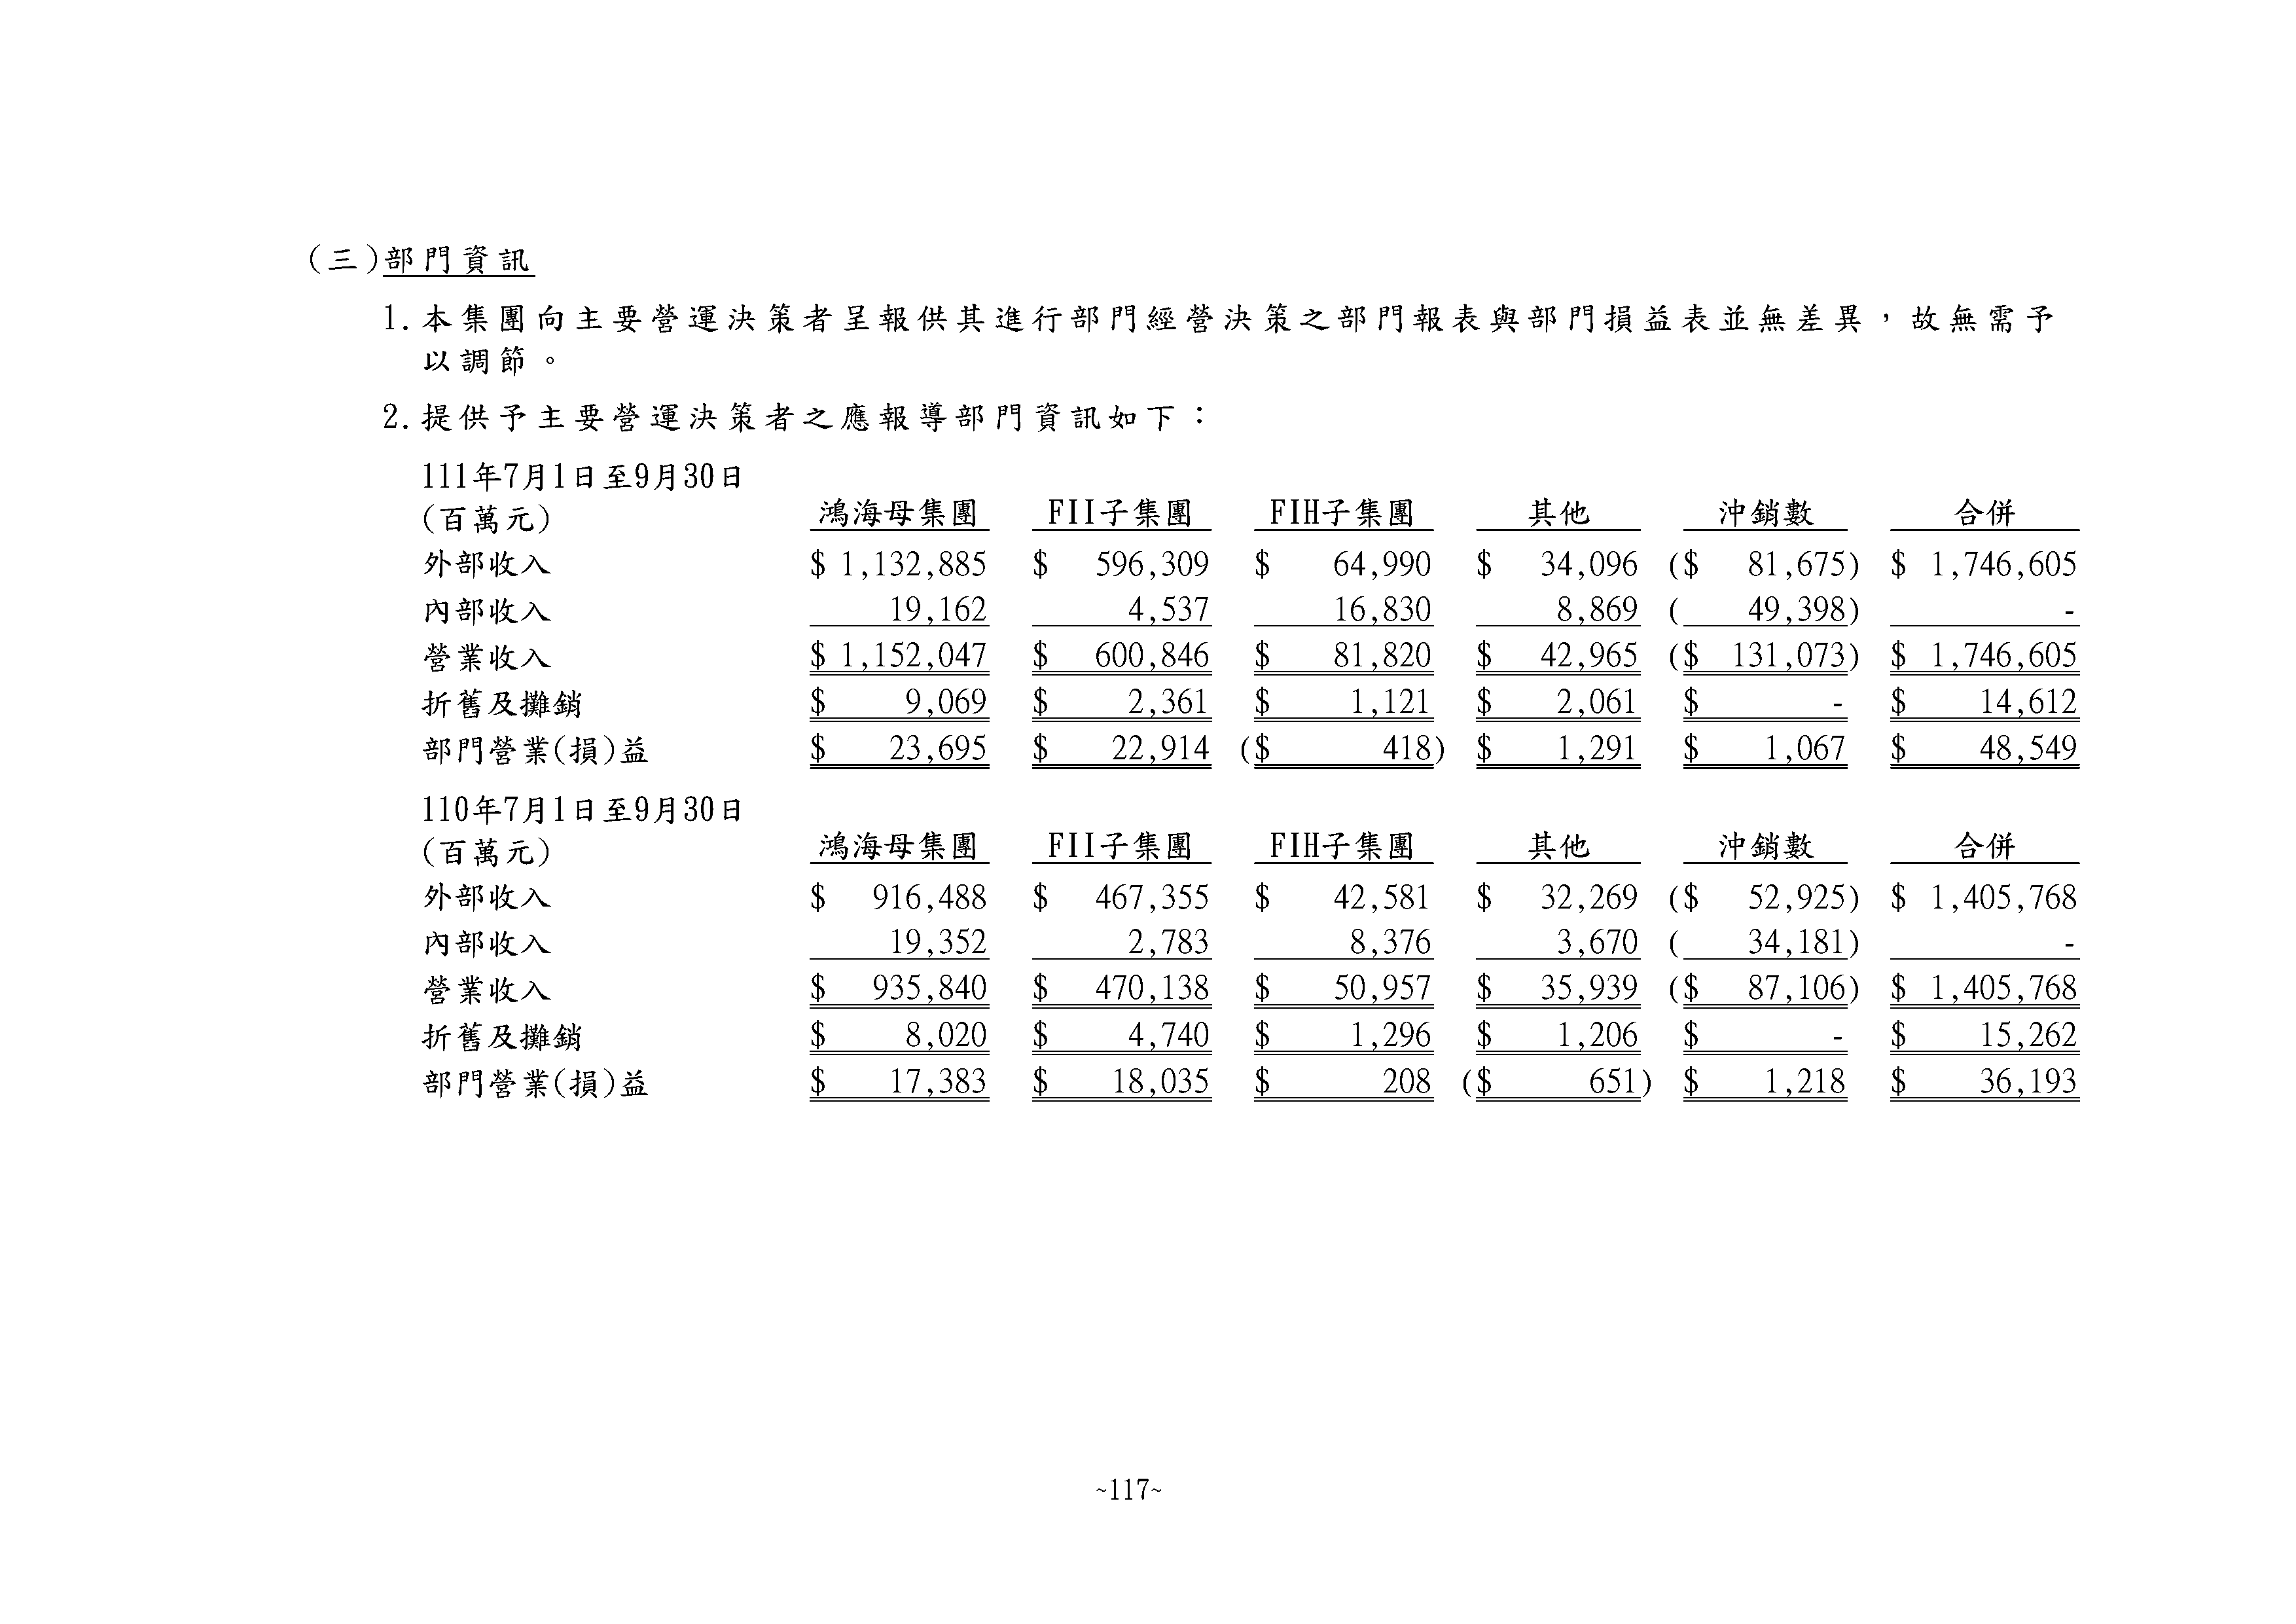 (三)部門資訊
1.本集團向主要營運決策者呈報供其進行部門經營決策之部門報表與部門損益表並無差異，故無需予
以調節。
2.提供予主要營運決策者之應報導部門資訊如下：
111年7月1日至9月30日
(百萬元) 鴻海母集團 FII子集團 FIH子集團 其他 沖銷數 合併
外部收入 $ 1,132,885 $ 596,309 $ 64,990 $ 34,096 ($ 81,675) $ 1,746,605
內部收入 19,162 4,537 16,830 8,869 ( 49,398) -
營業收入 $ 1,152,047 $ 600,846 $ 81,820 $ 42,965 ($ 131,073) $ 1,746,605
折舊及攤銷 $ 9,069 $ 2,361 $ 1,121 $ 2,061 $ - $ 14,612
部門營業(損)益 $ 23,695 $ 22,914 ($ 418) $ 1,291 $ 1,067 $ 48,549
110年7月1日至9月30日
(百萬元) 鴻海母集團 FII子集團 FIH子集團 其他 沖銷數 合併
外部收入 $ 916,488 $ 467,355 $ 42,581 $ 32,269 ($ 52,925) $ 1,405,768
內部收入 19,352 2,783 8,376 3,670 ( 34,181) -
營業收入 $ 935,840 $ 470,138 $ 50,957 $ 35,939 ($ 87,106) $ 1,405,768
折舊及攤銷 $ 8,020 $ 4,740 $ 1,296 $ 1,206 $ - $ 15,262
部門營業(損)益 $ 17,383 $ 18,035 $ 208 ($ 651) $ 1,218 $ 36,193
~117~